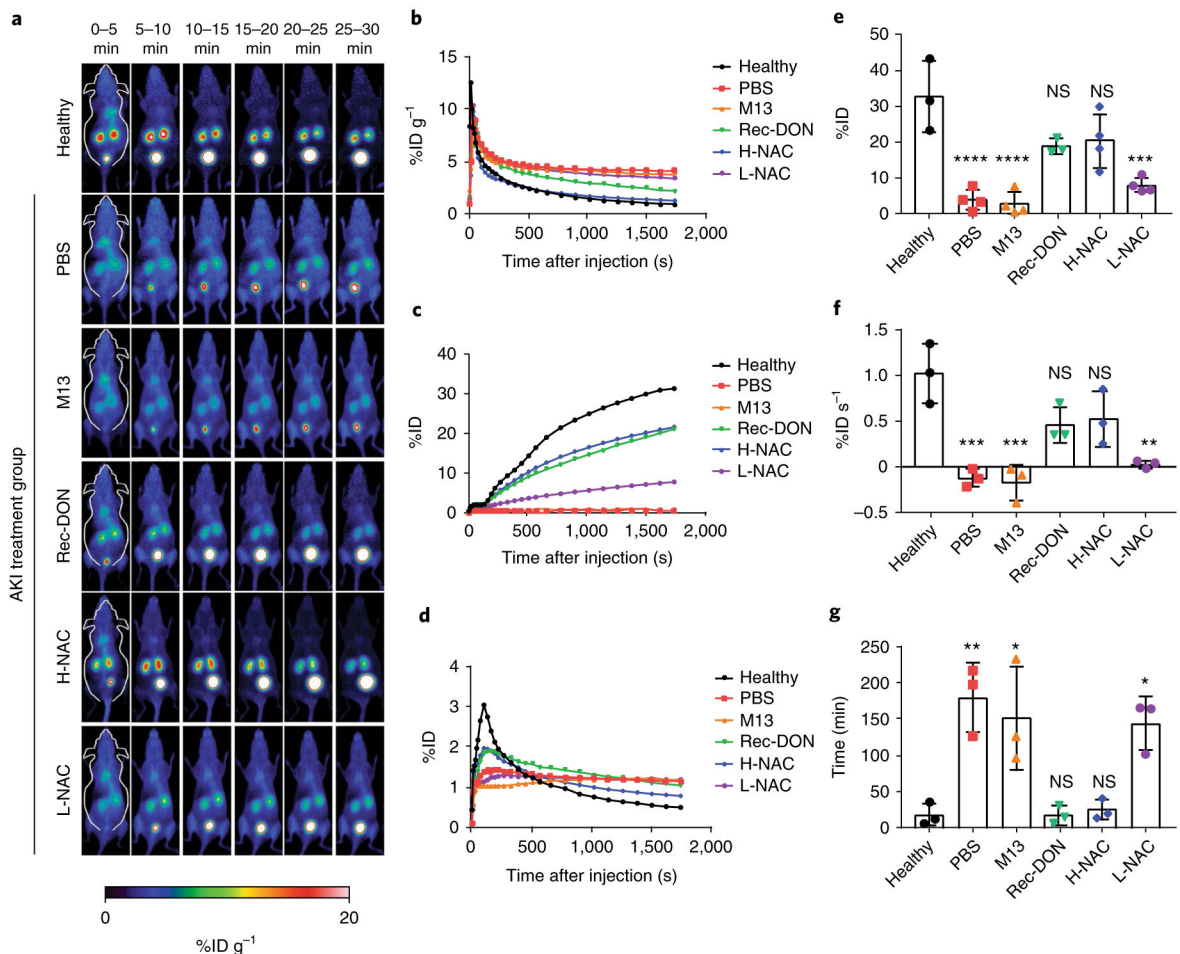 a
0–5
min
5–10
min
10–15
min
15–20
min
20–25
min
25–30
min
Healthy
PBS
M13
Rec-DON
H-NAC
L-NAC
AKI treatment group
0
20
%ID g⁻¹
b
%ID g⁻¹
15
10
5
0
0
500
1,000
1,500
2,000
Time after injection (s)
Healthy
PBS
M13
Rec-DON
H-NAC
L-NAC
c
%ID
40
30
20
10
0
0
500
1,000
1,500
2,000
Time after injection (s)
Healthy
PBS
M13
Rec-DON
H-NAC
L-NAC
d
%ID
4
3
2
1
0
0
500
1,000
1,500
2,000
Time after injection (s)
Healthy
PBS
M13
Rec-DON
H-NAC
L-NAC
e
%ID
50
40
30
20
10
0
****
****
NS
NS
***
Healthy
PBS
M13
Rec-DON
H-NAC
L-NAC
f
%ID s⁻¹
1.5
1.0
0.5
0
–0.5
***
***
NS
NS
**
Healthy
PBS
M13
Rec-DON
H-NAC
L-NAC
g
Time (min)
250
200
150
100
50
0
**
*
NS
NS
*
Healthy
PBS
M13
Rec-DON
H-NAC
L-NAC